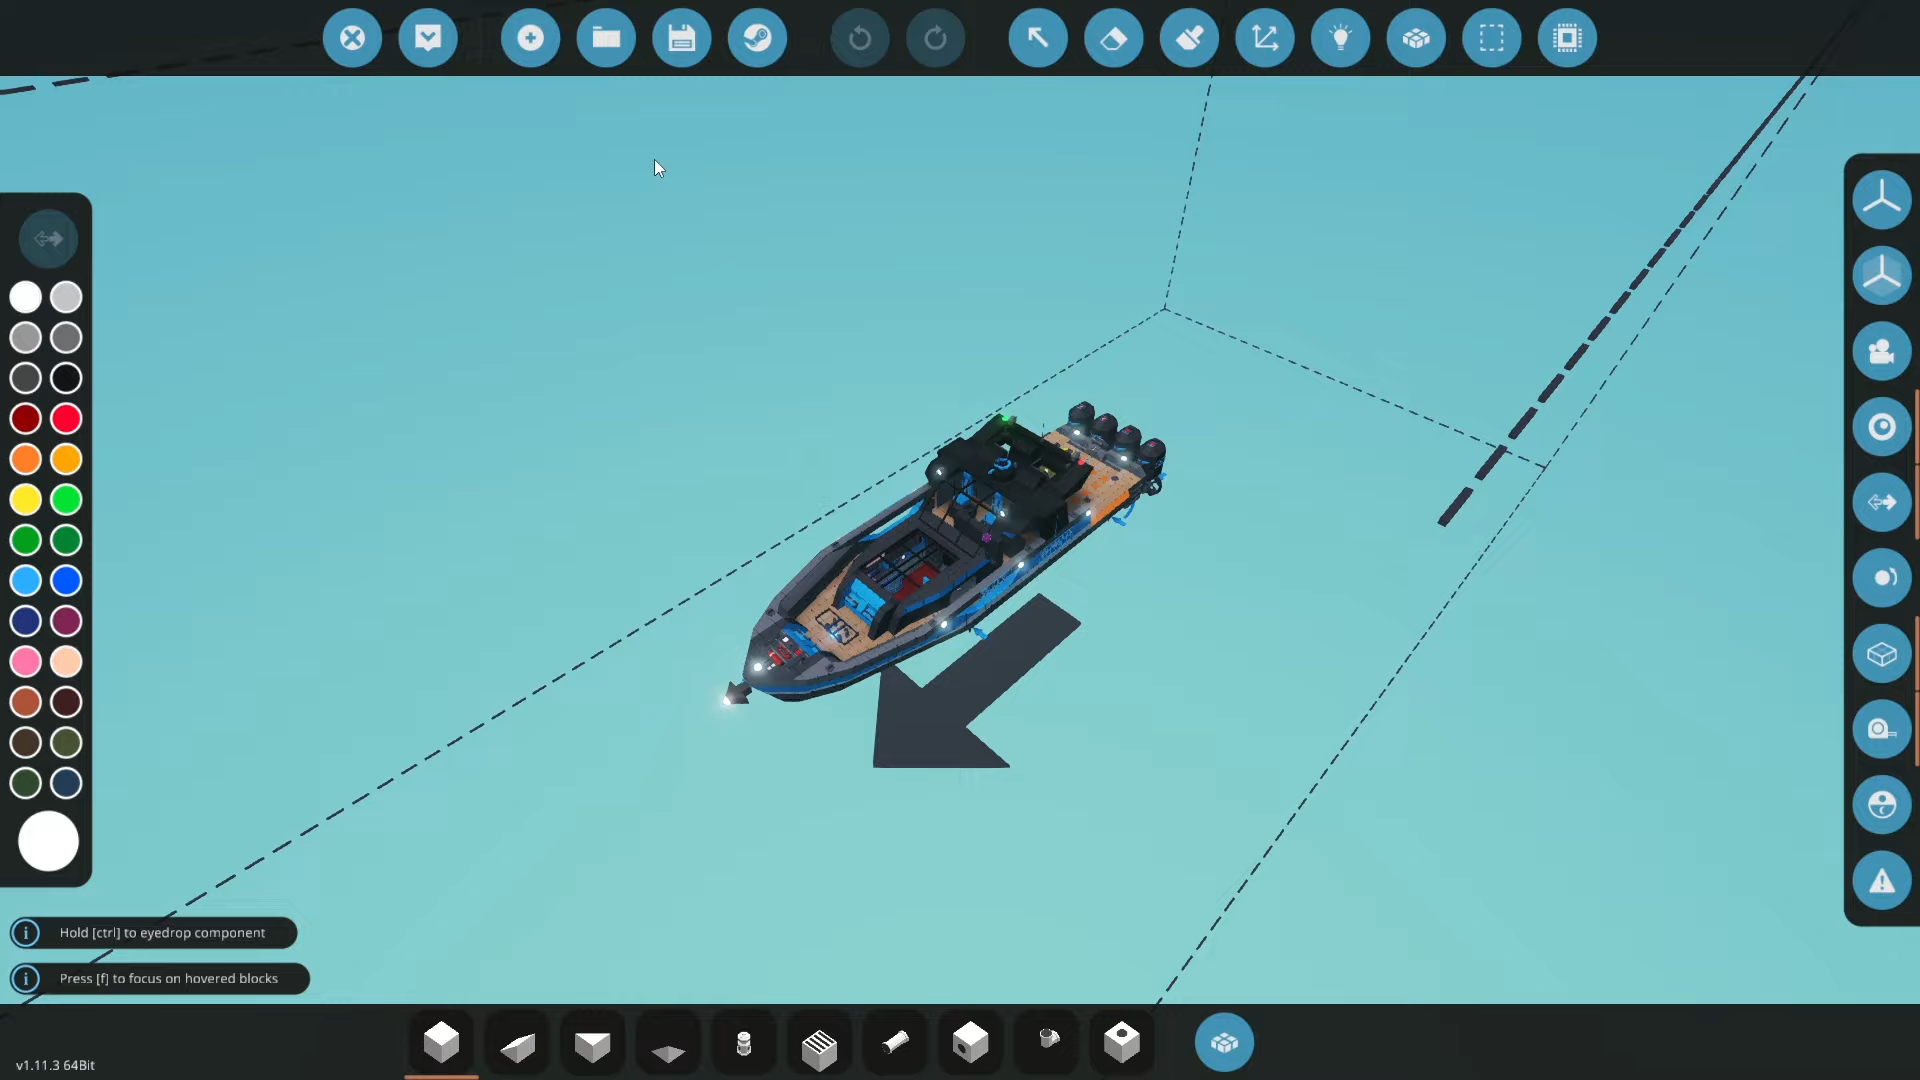 Hold [ctrl] to eyedrop component
Press [f] to focus on hovered blocks
v1.11.3 64Bit